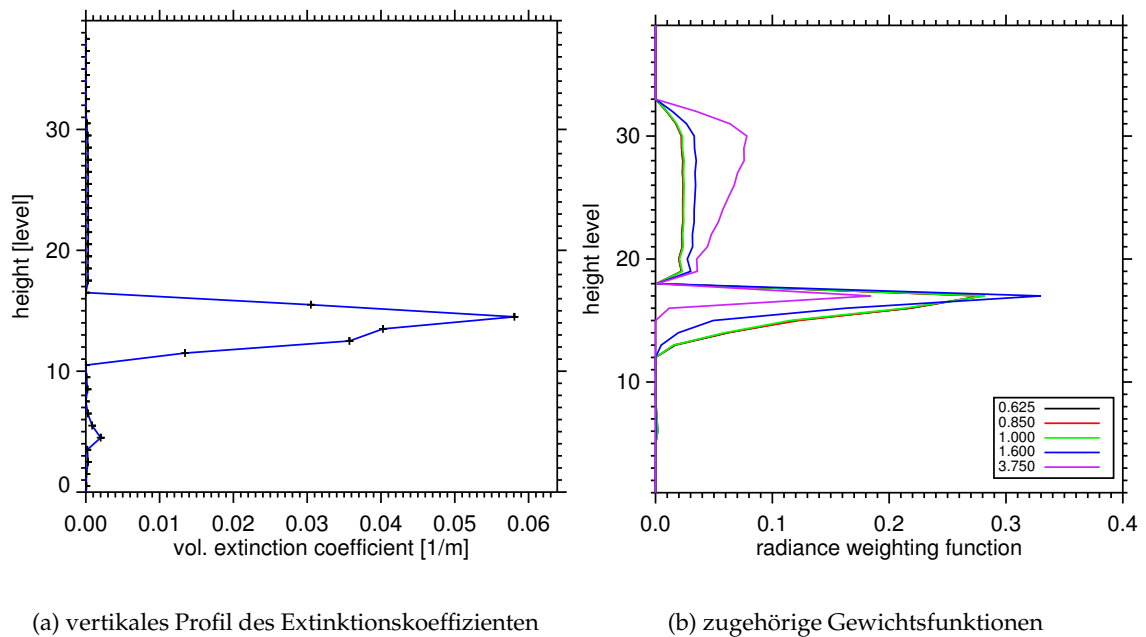 30
20
10
0
height [level]
0.00 0.01 0.02 0.03 0.04 0.05 0.06
vol. extinction coefficient [1/m]
(a) vertikales Profil des Extinktionskoeffizienten
30
20
10
height level
0.625
0.850
1.000
1.600
3.750
0.0 0.1 0.2 0.3 0.4
radiance weighting function
(b) zugehörige Gewichtsfunktionen